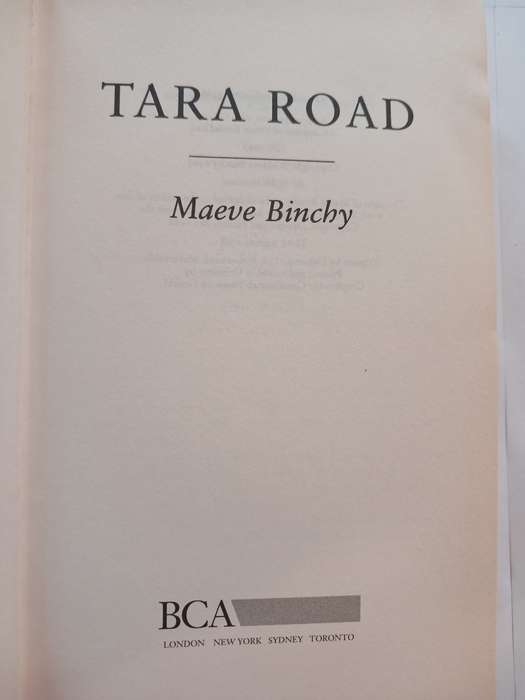 TARA ROAD
Maeve Binchy
BCA
LONDON NEW YORK SYDNEY TORONTO